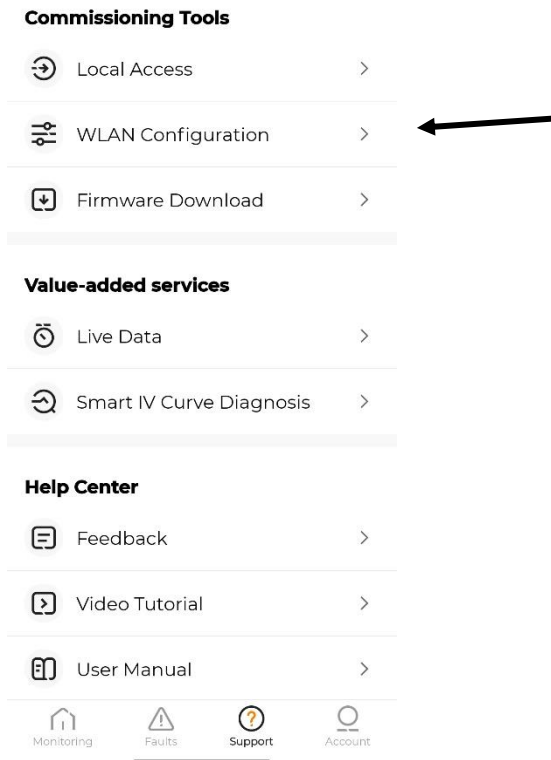 Commissioning Tools
Local Access
WLAN Configuration
Firmware Download
Value-added services
Live Data
Smart IV Curve Diagnosis
Help Center
Feedback
Video Tutorial
User Manual
Monitoring Faults Support Account